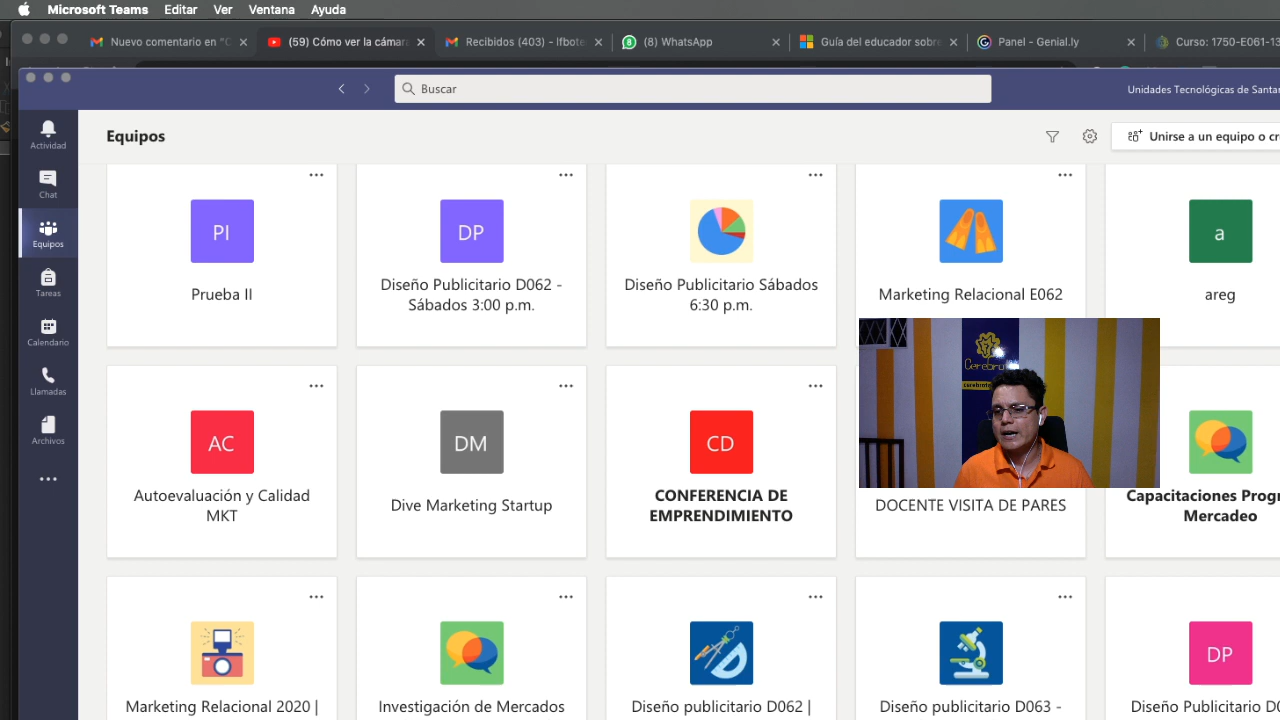 Microsoft Teams Editar Ver Ventana Ayuda
Nuevo comentario en "C
(59) Cómo ver la cámar
Recibidos (403) - lfbote
(8) WhatsApp
Guía del educador sobre
Panel - Genial.ly
Curso: 1750-E061-13
Buscar
Unidades Tecnológicas de Santan
Actividad
Chat
Equipos
Tareas
Calendario
Llamadas
Archivos
Equipos
Unirse a un equipo o cr
PI
Prueba II
DP
Diseño Publicitario D062 -
Sábados 3:00 p.m.
Diseño Publicitario Sábados
6:30 p.m.
Marketing Relacional E062
a
areg
AC
Autoevaluación y Calidad
MKT
DM
Dive Marketing Startup
CD
CONFERENCIA DE
EMPRENDIMIENTO
DOCENTE VISITA DE PARES
Capacitaciones Progr
Mercadeo
Marketing Relacional 2020 |
Investigación de Mercados
Diseño publicitario D062 |
Diseño publicitario D063 -
DP
Diseño Publicitario D0